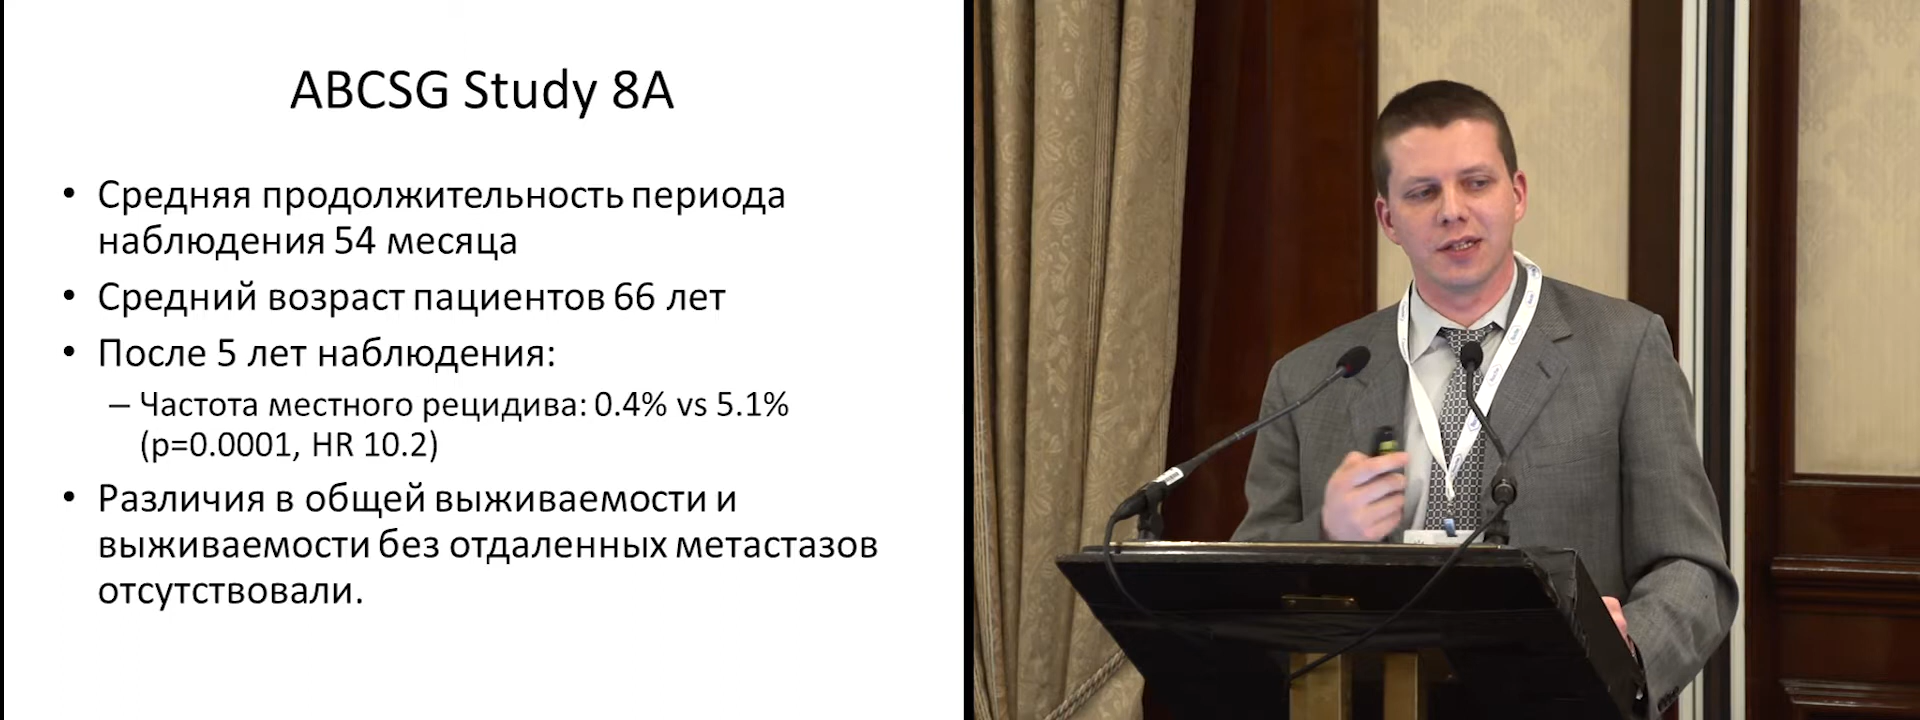 ABCSG Study 8A
• Средняя продолжительность периода
наблюдения 54 месяца
• Средний возраст пациентов 66 лет
• После 5 лет наблюдения:
– Частота местного рецидива: 0.4% vs 5.1%
(p=0.0001, HR 10.2)
• Различия в общей выживаемости и
выживаемости без отдаленных метастазов
отсутствовали.